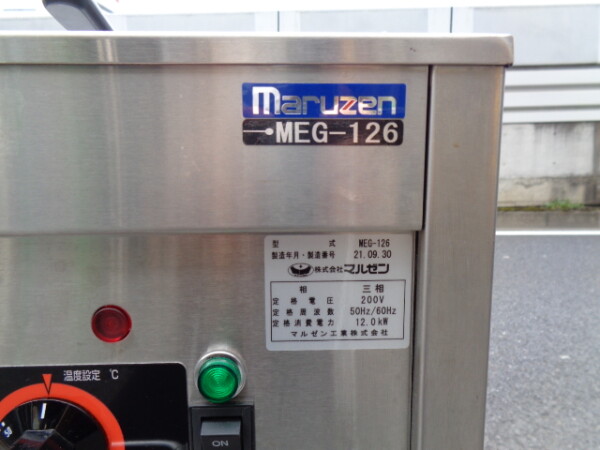 maruzen
MEG-126
型 式 MEG-126
製造年月・製造番号 21.09.30
株式会社マルゼン
相 三相
定格電圧 200V
定格周波数 50Hz/60Hz
定格消費電力 12.0kW
マルゼン工業株式会社
温度設定 ℃
ON